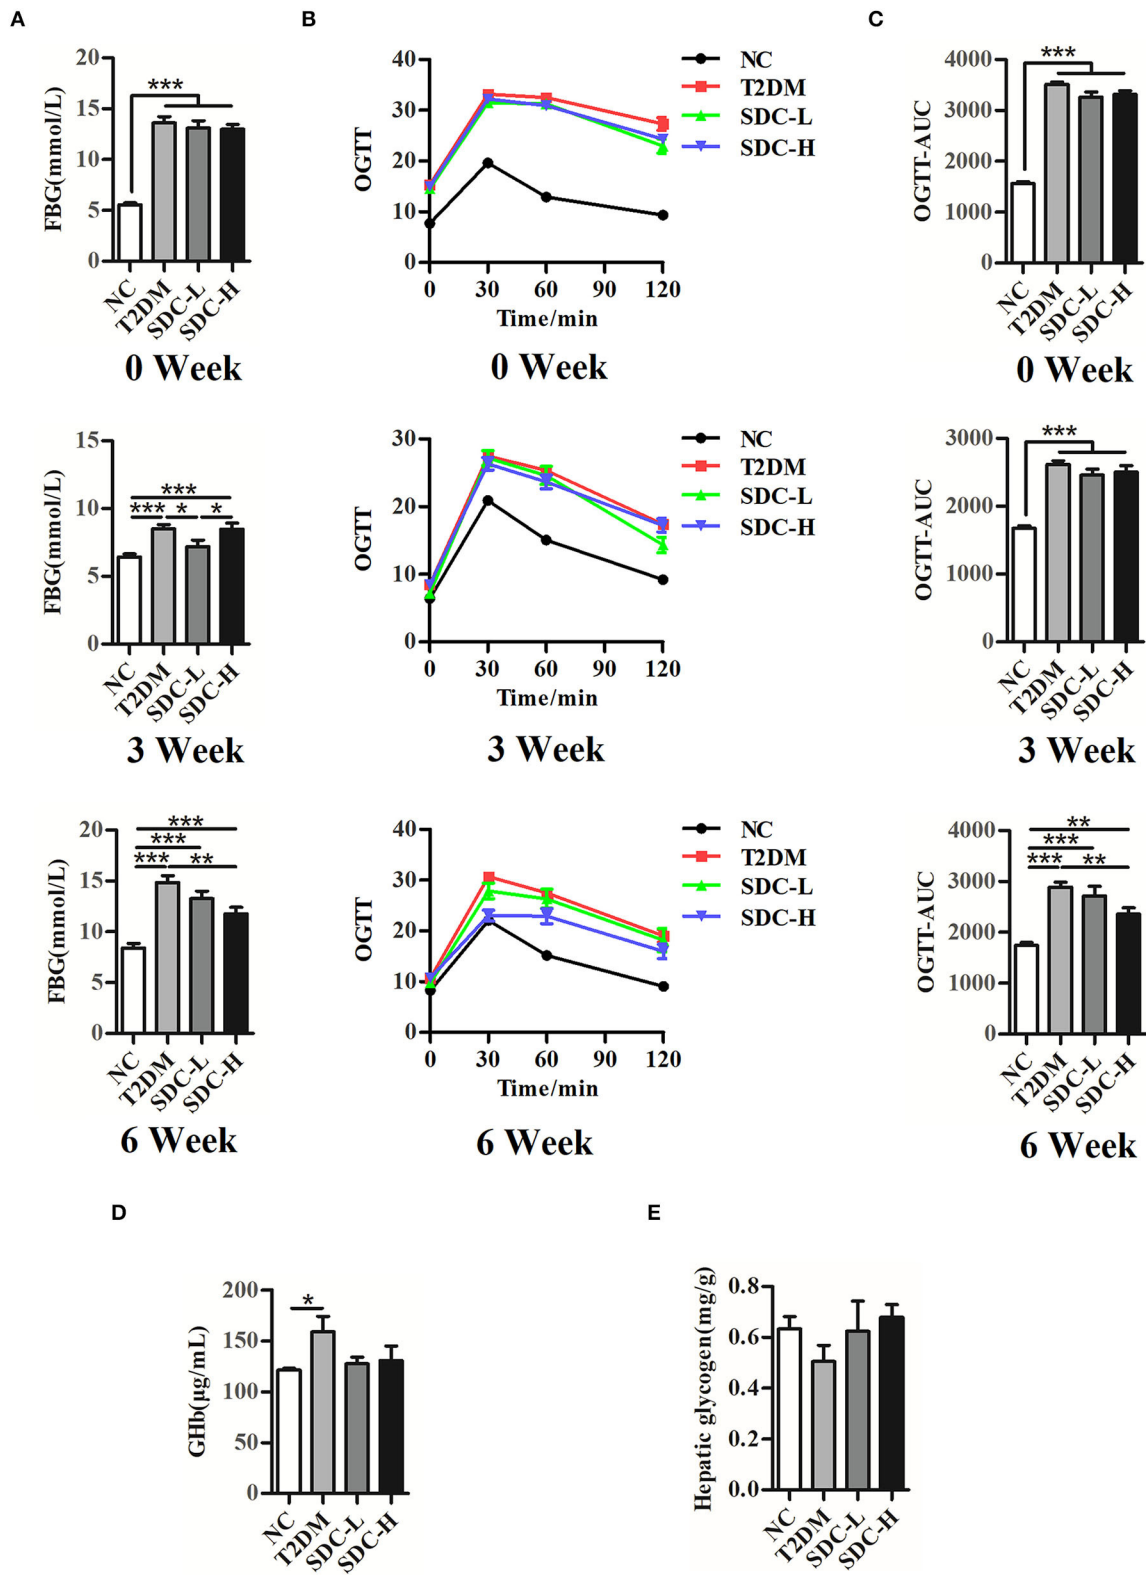 A
B
C
FBG(mmol/L)
20
15
10
5
0
***
NC
T2DM
SDC-L
SDC-H
0 Week
OGTT
40
30
20
10
0
0 30 60 90 120
Time/min
0 Week
NC
T2DM
SDC-L
SDC-H
OGTT-AUC
4000
3000
2000
1000
0
***
NC
T2DM
SDC-L
SDC-H
0 Week
FBG(mmol/L)
15
10
5
0
***
*** * *
NC
T2DM
SDC-L
SDC-H
3 Week
OGTT
30
20
10
0
0 30 60 90 120
Time/min
3 Week
NC
T2DM
SDC-L
SDC-H
OGTT-AUC
3000
2000
1000
0
***
NC
T2DM
SDC-L
SDC-H
3 Week
FBG(mmol/L)
20
15
10
5
0
***
***
*** **
NC
T2DM
SDC-L
SDC-H
6 Week
OGTT
40
30
20
10
0
0 30 60 90 120
Time/min
6 Week
NC
T2DM
SDC-L
SDC-H
OGTT-AUC
4000
3000
2000
1000
0
**
***
*** **
NC
T2DM
SDC-L
SDC-H
6 Week
D
E
GHb(µg/mL)
200
150
100
50
0
*
NC
T2DM
SDC-L
SDC-H
Hepatic glycogen(mg/g)
0.8
0.6
0.4
0.2
0.0
NC
T2DM
SDC-L
SDC-H